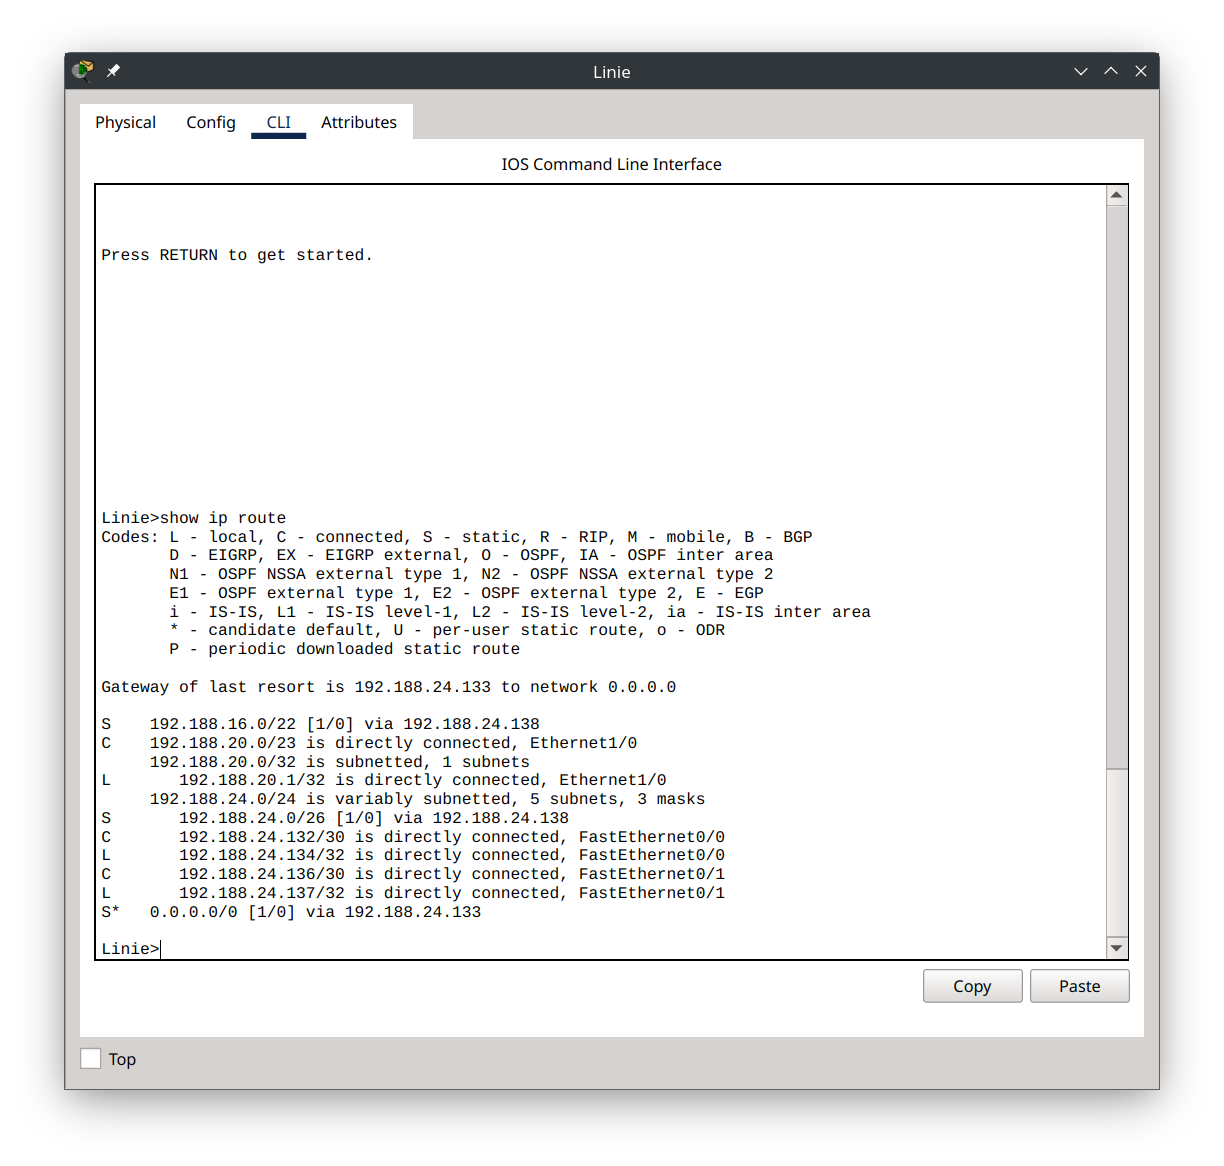 Linie
Physical Config CLI Attributes
IOS Command Line Interface
Press RETURN to get started.
Linie>show ip route
Codes: L - local, C - connected, S - static, R - RIP, M - mobile, B - BGP
       D - EIGRP, EX - EIGRP external, O - OSPF, IA - OSPF inter area
       N1 - OSPF NSSA external type 1, N2 - OSPF NSSA external type 2
       E1 - OSPF external type 1, E2 - OSPF external type 2, E - EGP
       i - IS-IS, L1 - IS-IS level-1, L2 - IS-IS level-2, ia - IS-IS inter area
       * - candidate default, U - per-user static route, o - ODR
       P - periodic downloaded static route
Gateway of last resort is 192.188.24.133 to network 0.0.0.0
S    192.188.16.0/22 [1/0] via 192.188.24.138
C    192.188.20.0/23 is directly connected, Ethernet1/0
     192.188.20.0/32 is subnetted, 1 subnets
L       192.188.20.1/32 is directly connected, Ethernet1/0
     192.188.24.0/24 is variably subnetted, 5 subnets, 3 masks
S       192.188.24.0/26 [1/0] via 192.188.24.138
C       192.188.24.132/30 is directly connected, FastEthernet0/0
L       192.188.24.134/32 is directly connected, FastEthernet0/0
C       192.188.24.136/30 is directly connected, FastEthernet0/1
L       192.188.24.137/32 is directly connected, FastEthernet0/1
S*   0.0.0.0/0 [1/0] via 192.188.24.133
Linie>
Copy Paste
Top